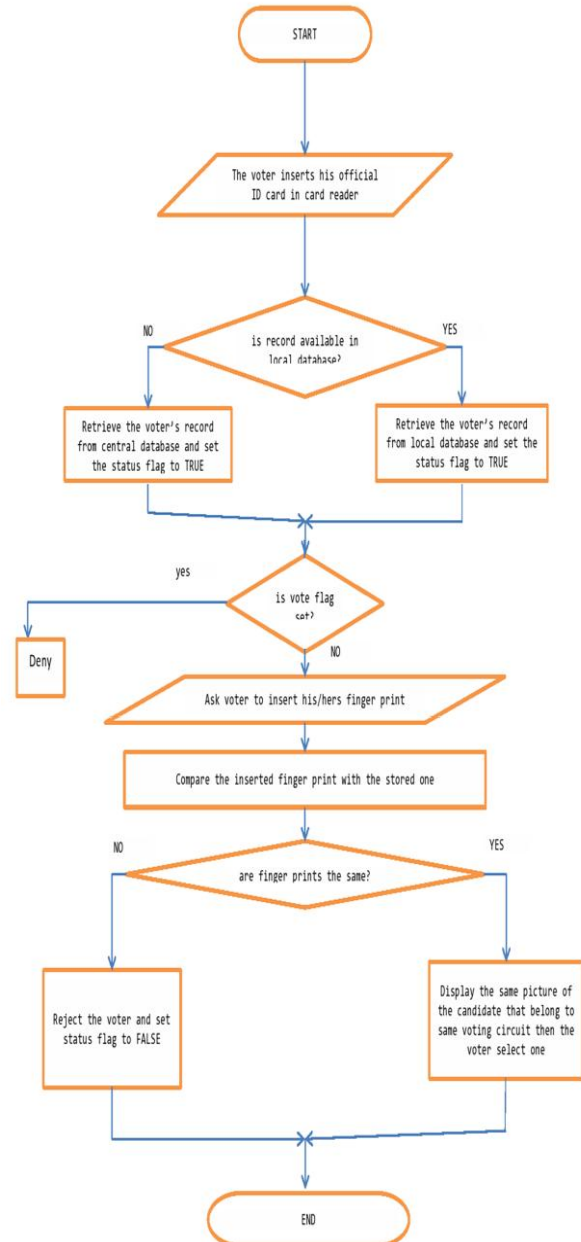 START
The voter inserts his official
ID card in card reader
NO
YES
is record available in
local database?
Retrieve the voter's record
from central database and set
the status flag to TRUE
Retrieve the voter's record
from local database and set the
status flag to TRUE
yes
is vote flag
set?
Deny
NO
Ask voter to insert his/hers finger print
Compare the inserted finger print with the stored one
NO
YES
are finger prints the same?
Reject the voter and set
status flag to FALSE
Display the same picture of
the candidate that belong to
same voting circuit then the
voter select one
END